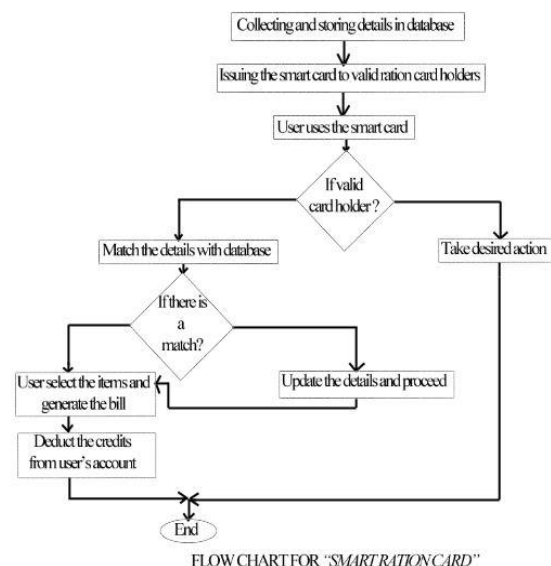 Collecting and storing details in database
Issuing the smart card to valid ration card holders
User uses the smart card
If valid
card holder?
Match the details with database
Take desired action
If there is
a
match?
User select the items and
generate the bill
Update the details and proceed
Deduct the credits
from user's account
End
FLOW CHART FOR "SMART RATION CARD"